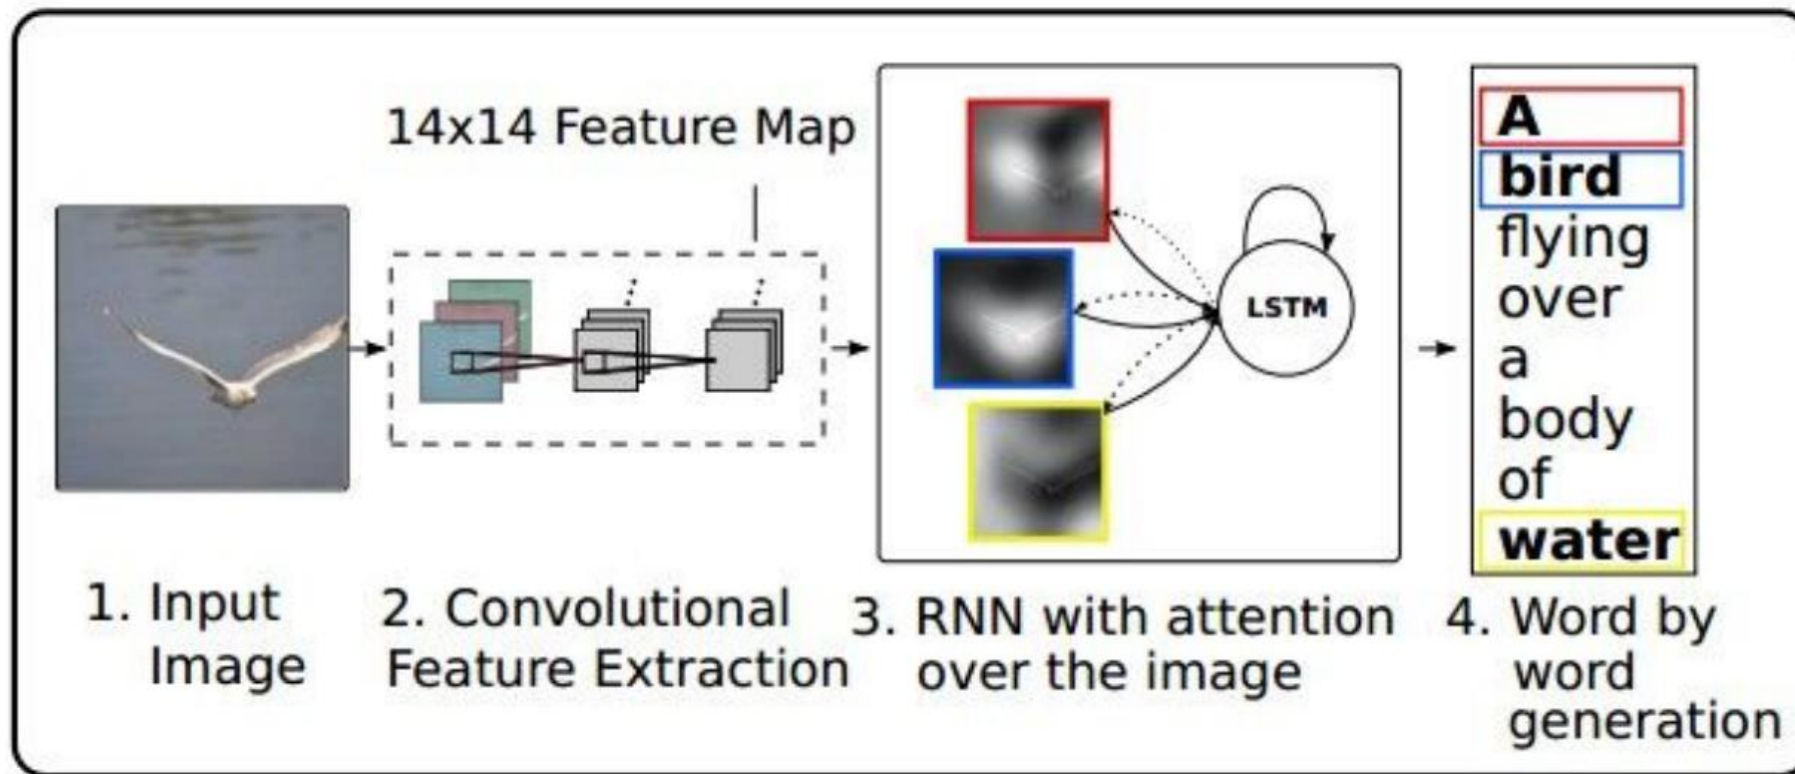 14x14 Feature Map
LSTM
A
bird
flying
over
a
body
of
water
1. Input
Image
2. Convolutional
Feature Extraction
3. RNN with attention
over the image
4. Word by
word
generation